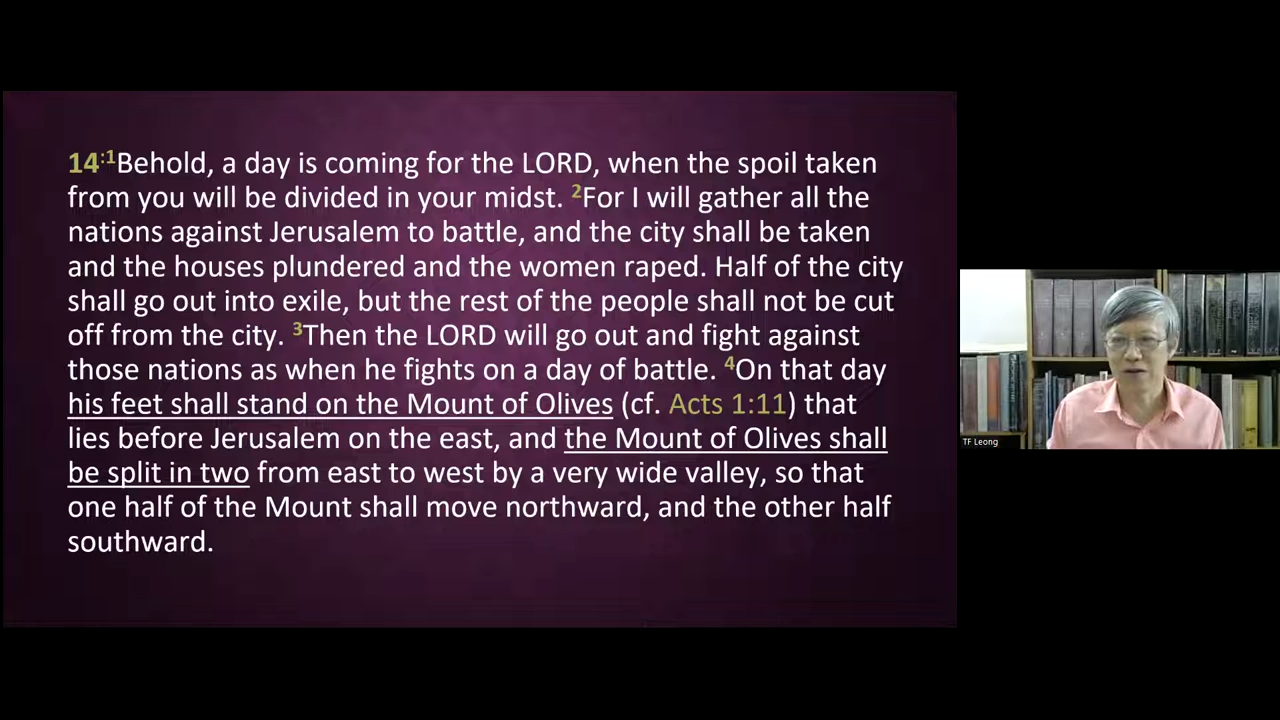 14:1Behold, a day is coming for the LORD, when the spoil taken
from you will be divided in your midst. 2For I will gather all the
nations against Jerusalem to battle, and the city shall be taken
and the houses plundered and the women raped. Half of the city
shall go out into exile, but the rest of the people shall not be cut
off from the city. 3Then the LORD will go out and fight against
those nations as when he fights on a day of battle. 4On that day
his feet shall stand on the Mount of Olives (cf. Acts 1:11) that
lies before Jerusalem on the east, and the Mount of Olives shall
be split in two from east to west by a very wide valley, so that
one half of the Mount shall move northward, and the other half
southward.
TF Leong